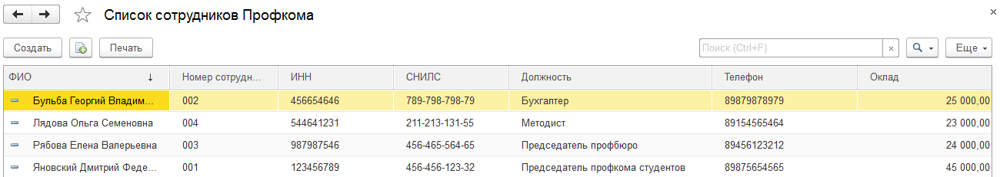 Список сотрудников Профкома
Создать Печать Поиск (Ctrl+F) Еще
ФИО Номер сотрудн... ИНН СНИЛС Должность Телефон Оклад
Бульба Георгий Владим... 002 456654646 789-798-798-79 Бухгалтер 89879878979 25 000,00
Лядова Ольга Семеновна 004 544641231 211-213-131-55 Методист 89154565464 23 000,00
Рябова Елена Валерьевна 003 987987546 456-465-564-65 Председатель профбюро 89456123212 24 000,00
Яновский Дмитрий Феде... 001 123456789 456-456-123-32 Председатель профкома студентов 89875654565 45 000,00